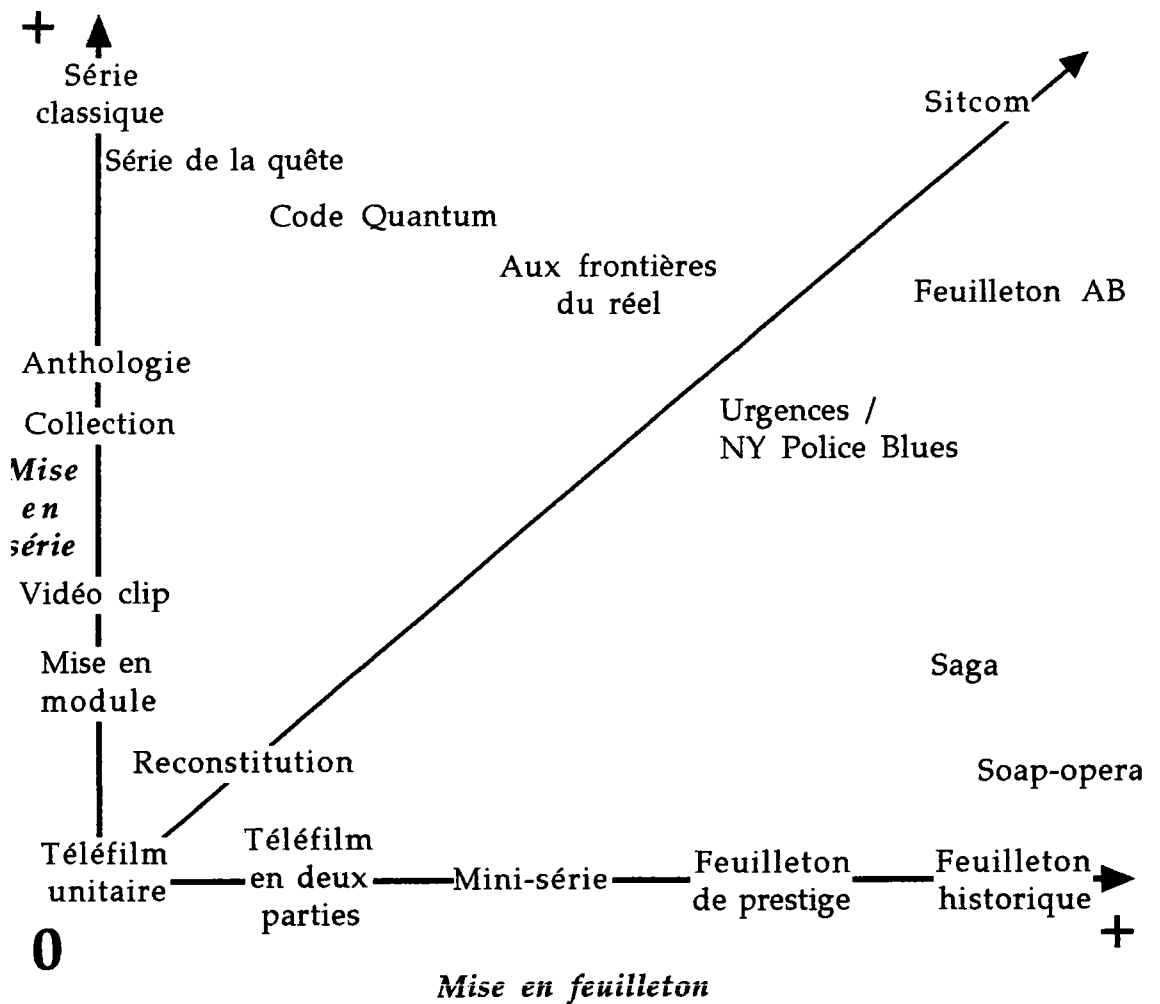 +
Série
classique
Sitcom
Série de la quête
Code Quantum
Aux frontières
du réel
Feuilleton AB
Anthologie
Collection
Urgences /
NY Police Blues
Mise
en
série
Vidéo clip
Mise en
module
Saga
Reconstitution
Soap-opera
Téléfilm
unitaire
Téléfilm
en deux
parties
Mini-série
Feuilleton
de prestige
Feuilleton
historique
0
+
Mise en feuilleton